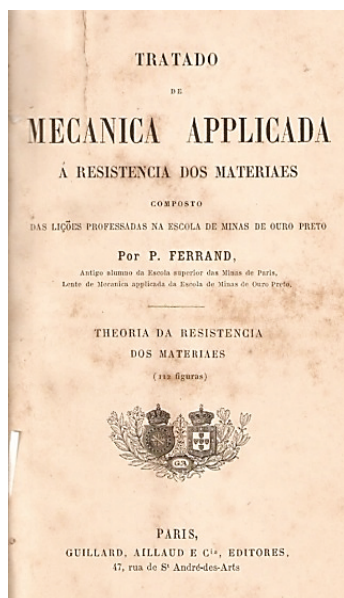 TRATADO
DE
MECANICA APPLICADA
Á RESISTENCIA DOS MATERIAES
COMPOSTO
DAS LIÇÕES PROFESSADAS NA ESCOLA DE MINAS DE OURO PRETO
Por P. FERRAND,
Antigo alumno da Escola superior das Minas de Paris,
Lente de Mecanica applicada da Escola de Minas de Ouro Preto.
THEORIA DA RESISTENCIA
DOS MATERIAES
(112 figuras)
PARIS,
GUILLARD, AILLAUD E Cia, EDITORES,
47, rua de St André-des-Arts